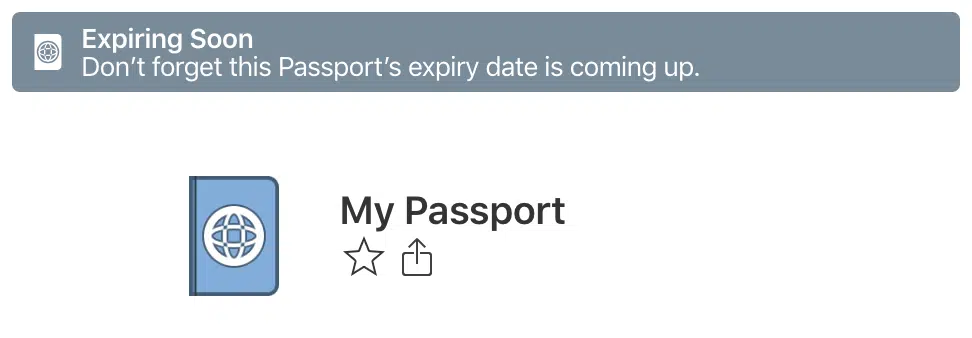 Expiring Soon
Don’t forget this Passport’s expiry date is coming up.
My Passport